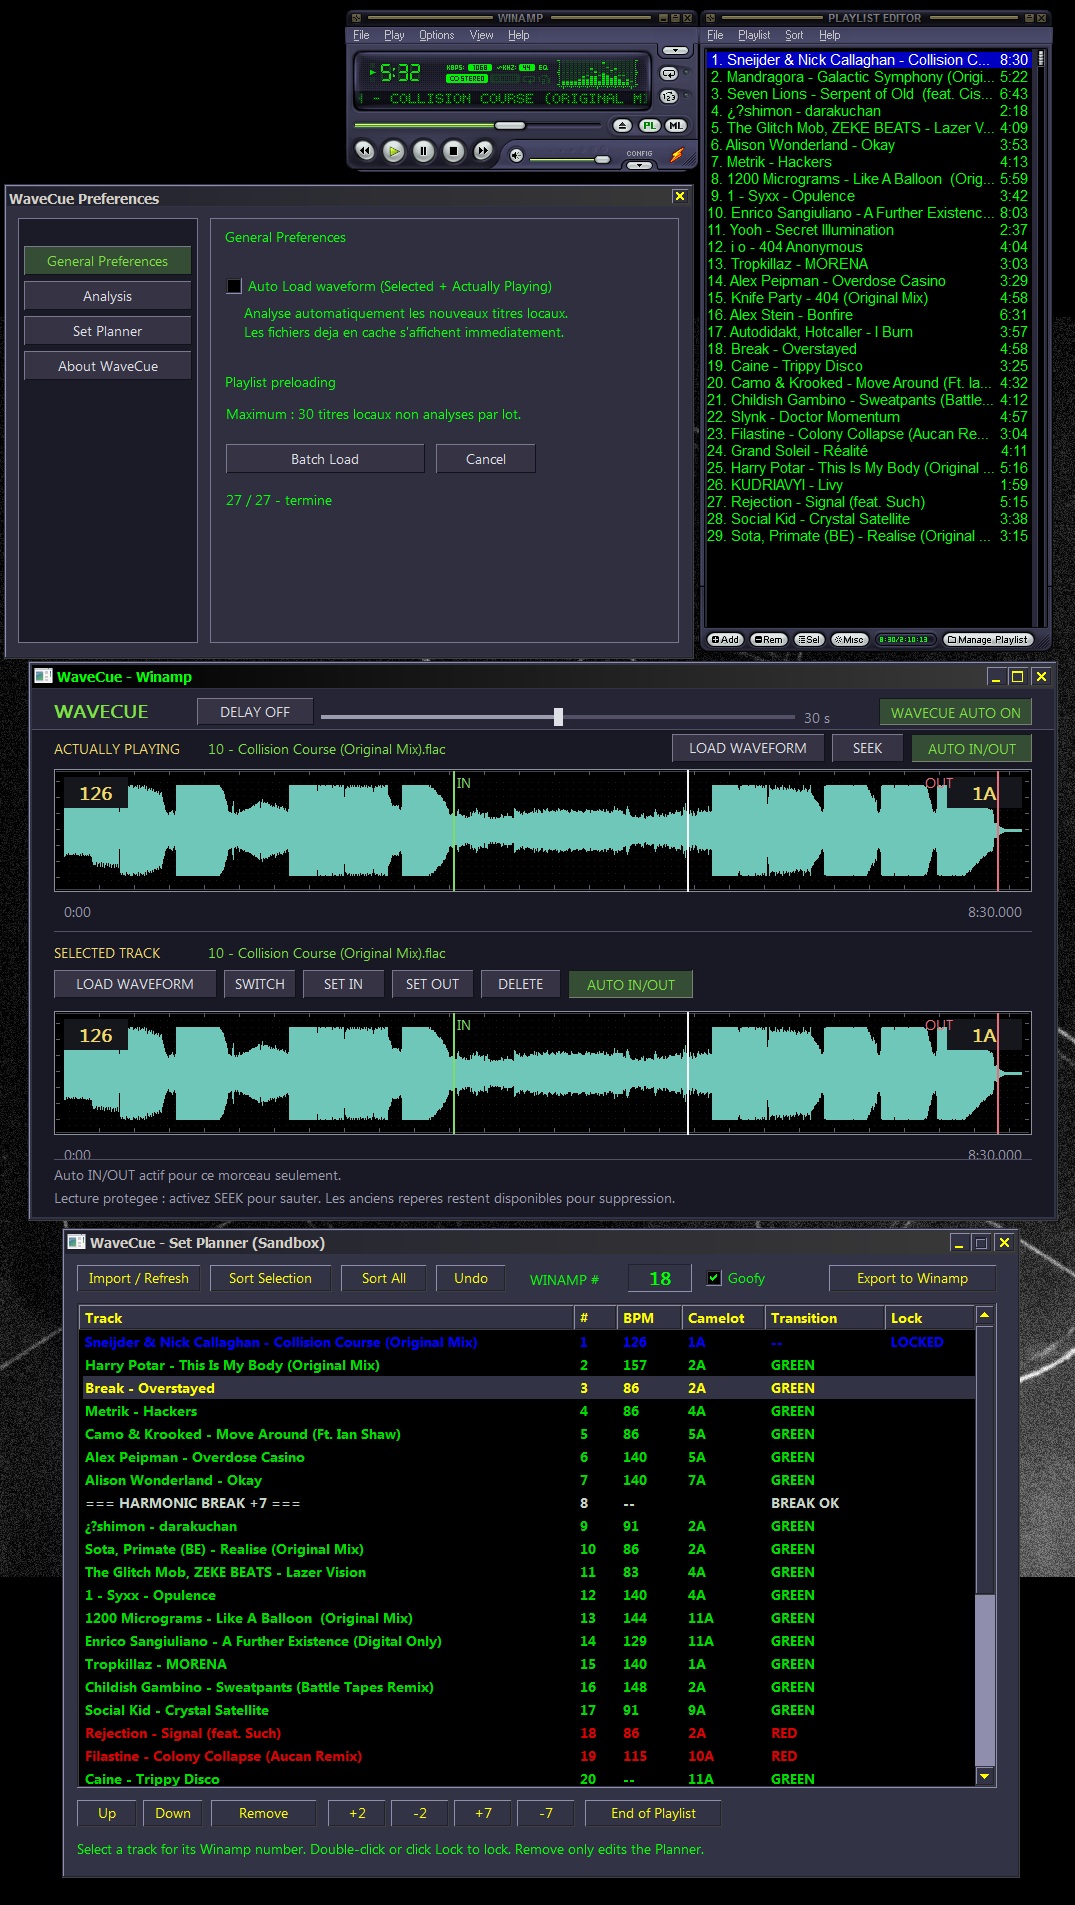 WINAMP
File Play Options View Help
5:32
KBPS: 1088 KHZ: 44 EQ
STEREO
- COLLISION COURSE (ORIGINAL M
PL ML
CONFIG
PLAYLIST EDITOR
File Playlist Sort Help
1. Sneijder & Nick Callaghan - Collision C... 8:30
2. Mandragora - Galactic Symphony (Origi... 5:22
3. Seven Lions - Serpent of Old (feat. Cis... 6:43
4. ¿?shimon - darakuchan 2:18
5. The Glitch Mob, ZEKE BEATS - Lazer V... 4:09
6. Alison Wonderland - Okay 3:53
7. Metrik - Hackers 4:13
8. 1200 Micrograms - Like A Balloon (Orig... 5:59
9. 1 - Syxx - Opulence 3:42
10. Enrico Sangiuliano - A Further Existenc... 8:03
11. Yooh - Secret Illumination 2:37
12. i o - 404 Anonymous 4:04
13. Tropkillaz - MORENA 3:03
14. Alex Peipman - Overdose Casino 3:29
15. Knife Party - 404 (Original Mix) 4:58
16. Alex Stein - Bonfire 6:31
17. Autodidakt, Hotcaller - I Burn 3:57
18. Break - Overstayed 4:58
19. Caine - Trippy Disco 3:25
20. Camo & Krooked - Move Around (Ft. Ia... 4:32
21. Childish Gambino - Sweatpants (Battle... 4:12
22. Slynk - Doctor Momentum 4:57
23. Filastine - Colony Collapse (Aucan Re... 3:04
24. Grand Soleil - Réalité 4:11
25. Harry Potar - This Is My Body (Original ... 5:16
26. KUDRIAVYI - Livy 1:59
27. Rejection - Signal (feat. Such) 5:15
28. Social Kid - Crystal Satellite 3:38
29. Sota, Primate (BE) - Realise (Original ... 3:15
Add Rem Sel Misc 8:30/2:10:13 Manage Playlist
WaveCue Preferences
General Preferences
Analysis
Set Planner
About WaveCue
General Preferences
Auto Load waveform (Selected + Actually Playing)
Analyse automatiquement les nouveaux titres locaux.
Les fichiers deja en cache s'affichent immediatement.
Playlist preloading
Maximum : 30 titres locaux non analyses par lot.
Batch Load Cancel
27 / 27 - termine
WaveCue - Winamp
WAVECUE DELAY OFF 30 s WAVECUE AUTO ON
ACTUALLY PLAYING 10 - Collision Course (Original Mix).flac LOAD WAVEFORM SEEK AUTO IN/OUT
126 IN OUT 1A
0:00 8:30.000
SELECTED TRACK 10 - Collision Course (Original Mix).flac
LOAD WAVEFORM SWITCH SET IN SET OUT DELETE AUTO IN/OUT
126 IN OUT 1A
0:00 8:30.000
Auto IN/OUT actif pour ce morceau seulement.
Lecture protegee : activez SEEK pour sauter. Les anciens reperes restent disponibles pour suppression.
WaveCue - Set Planner (Sandbox)
Import / Refresh Sort Selection Sort All Undo WINAMP # 18 Goofy Export to Winamp
Track # BPM Camelot Transition Lock
Sneijder & Nick Callaghan - Collision Course (Original Mix) 1 126 1A -- LOCKED
Harry Potar - This Is My Body (Original Mix) 2 157 2A GREEN
Break - Overstayed 3 86 2A GREEN
Metrik - Hackers 4 86 4A GREEN
Camo & Krooked - Move Around (Ft. Ian Shaw) 5 86 5A GREEN
Alex Peipman - Overdose Casino 6 140 5A GREEN
Alison Wonderland - Okay 7 140 7A GREEN
=== HARMONIC BREAK +7 === 8 -- BREAK OK
¿?shimon - darakuchan 9 91 2A GREEN
Sota, Primate (BE) - Realise (Original Mix) 10 86 2A GREEN
The Glitch Mob, ZEKE BEATS - Lazer Vision 11 83 4A GREEN
1 - Syxx - Opulence 12 140 4A GREEN
1200 Micrograms - Like A Balloon (Original Mix) 13 144 11A GREEN
Enrico Sangiuliano - A Further Existence (Digital Only) 14 129 11A GREEN
Tropkillaz - MORENA 15 140 1A GREEN
Childish Gambino - Sweatpants (Battle Tapes Remix) 16 148 2A GREEN
Social Kid - Crystal Satellite 17 91 9A GREEN
Rejection - Signal (feat. Such) 18 86 2A RED
Filastine - Colony Collapse (Aucan Remix) 19 115 10A RED
Caine - Trippy Disco 20 -- 11A GREEN
Up Down Remove +2 -2 +7 -7 End of Playlist
Select a track for its Winamp number. Double-click or click Lock to lock. Remove only edits the Planner.